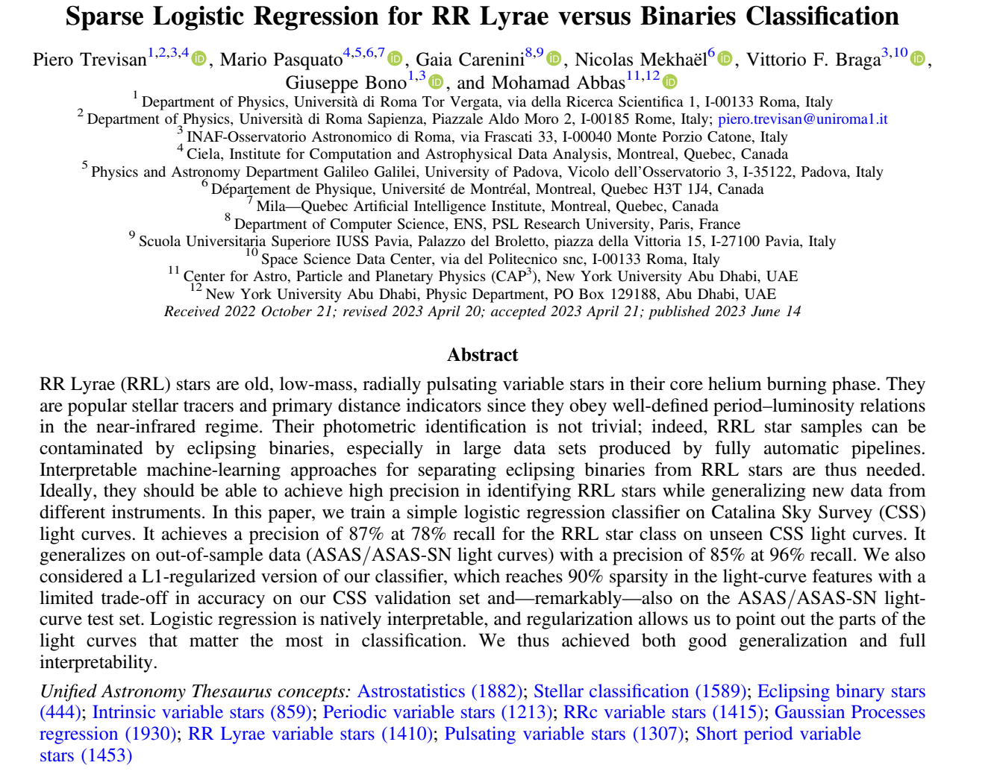 Sparse Logistic Regression for RR Lyrae versus Binaries Classification
Piero Trevisan1,2,3,4 iD, Mario Pasquato4,5,6,7 iD, Gaia Carenini8,9 iD, Nicolas Mekhaël6 iD, Vittorio F. Braga3,10 iD,
Giuseppe Bono1,3 iD, and Mohamad Abbas11,12 iD
1 Department of Physics, Università di Roma Tor Vergata, via della Ricerca Scientifica 1, I-00133 Roma, Italy
2 Department of Physics, Università di Roma Sapienza, Piazzale Aldo Moro 2, I-00185 Rome, Italy; piero.trevisan@uniroma1.it
3 INAF-Osservatorio Astronomico di Roma, via Frascati 33, I-00040 Monte Porzio Catone, Italy
4 Ciela, Institute for Computation and Astrophysical Data Analysis, Montreal, Quebec, Canada
5 Physics and Astronomy Department Galileo Galilei, University of Padova, Vicolo dell'Osservatorio 3, I-35122, Padova, Italy
6 Département de Physique, Université de Montréal, Montreal, Quebec H3T 1J4, Canada
7 Mila—Quebec Artificial Intelligence Institute, Montreal, Quebec, Canada
8 Department of Computer Science, ENS, PSL Research University, Paris, France
9 Scuola Universitaria Superiore IUSS Pavia, Palazzo del Broletto, piazza della Vittoria 15, I-27100 Pavia, Italy
10 Space Science Data Center, via del Politecnico snc, I-00133 Roma, Italy
11 Center for Astro, Particle and Planetary Physics (CAP3), New York University Abu Dhabi, UAE
12 New York University Abu Dhabi, Physic Department, PO Box 129188, Abu Dhabi, UAE
Received 2022 October 21; revised 2023 April 20; accepted 2023 April 21; published 2023 June 14
Abstract
RR Lyrae (RRL) stars are old, low-mass, radially pulsating variable stars in their core helium burning phase. They
are popular stellar tracers and primary distance indicators since they obey well-defined period–luminosity relations
in the near-infrared regime. Their photometric identification is not trivial; indeed, RRL star samples can be
contaminated by eclipsing binaries, especially in large data sets produced by fully automatic pipelines.
Interpretable machine-learning approaches for separating eclipsing binaries from RRL stars are thus needed.
Ideally, they should be able to achieve high precision in identifying RRL stars while generalizing new data from
different instruments. In this paper, we train a simple logistic regression classifier on Catalina Sky Survey (CSS)
light curves. It achieves a precision of 87% at 78% recall for the RRL star class on unseen CSS light curves. It
generalizes on out-of-sample data (ASAS/ASAS-SN light curves) with a precision of 85% at 96% recall. We also
considered a L1-regularized version of our classifier, which reaches 90% sparsity in the light-curve features with a
limited trade-off in accuracy on our CSS validation set and—remarkably—also on the ASAS/ASAS-SN light-
curve test set. Logistic regression is natively interpretable, and regularization allows us to point out the parts of the
light curves that matter the most in classification. We thus achieved both good generalization and full
interpretability.
Unified Astronomy Thesaurus concepts: Astrostatistics (1882); Stellar classification (1589); Eclipsing binary stars
(444); Intrinsic variable stars (859); Periodic variable stars (1213); RRc variable stars (1415); Gaussian Processes
regression (1930); RR Lyrae variable stars (1410); Pulsating variable stars (1307); Short period variable
stars (1453)